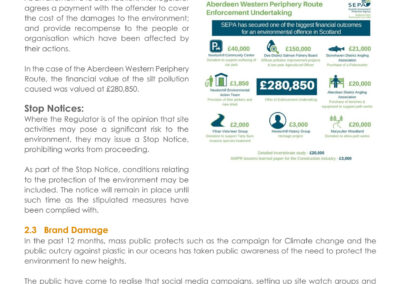 agrees a payment with the offender to cover
the cost of the damages to the environment;
and provide recompense to the people or
organisation which have been affected by
their actions.
In the case of the Aberdeen Western Periphery
Route, the financial value of the silt pollution
caused was valued of £280,850.
Stop Notices:
Where the Regulator is of the opinion that site
activities may pose a significant risk to the
environment, they may issue a Stop Notice,
prohibiting works from proceeding.
As part of the Stop Notice, conditions relating
to the protection of the environment may be
included. The notice will remain in place until
such time as the stipulated measures have
been complied with.
Aberdeen Western Periphery Route
Enforcement Undertaking
SEPA
SEPA has secured one of the biggest financial outcomes
for an environmental offence in Scotland
£40,000
£150,000
£21,000
£1,850
£280,850
£20,000
£2,000
£3,000
£20,000
2.3 Brand Damage
In the past 12 months, mass public protects such as the campaign for Climate change and the
public outcry against plastic in our oceans has taken public awareness of the need to protect the
environment to new heights.
The public have come to realise that social media campaigns, setting up site watch groups and